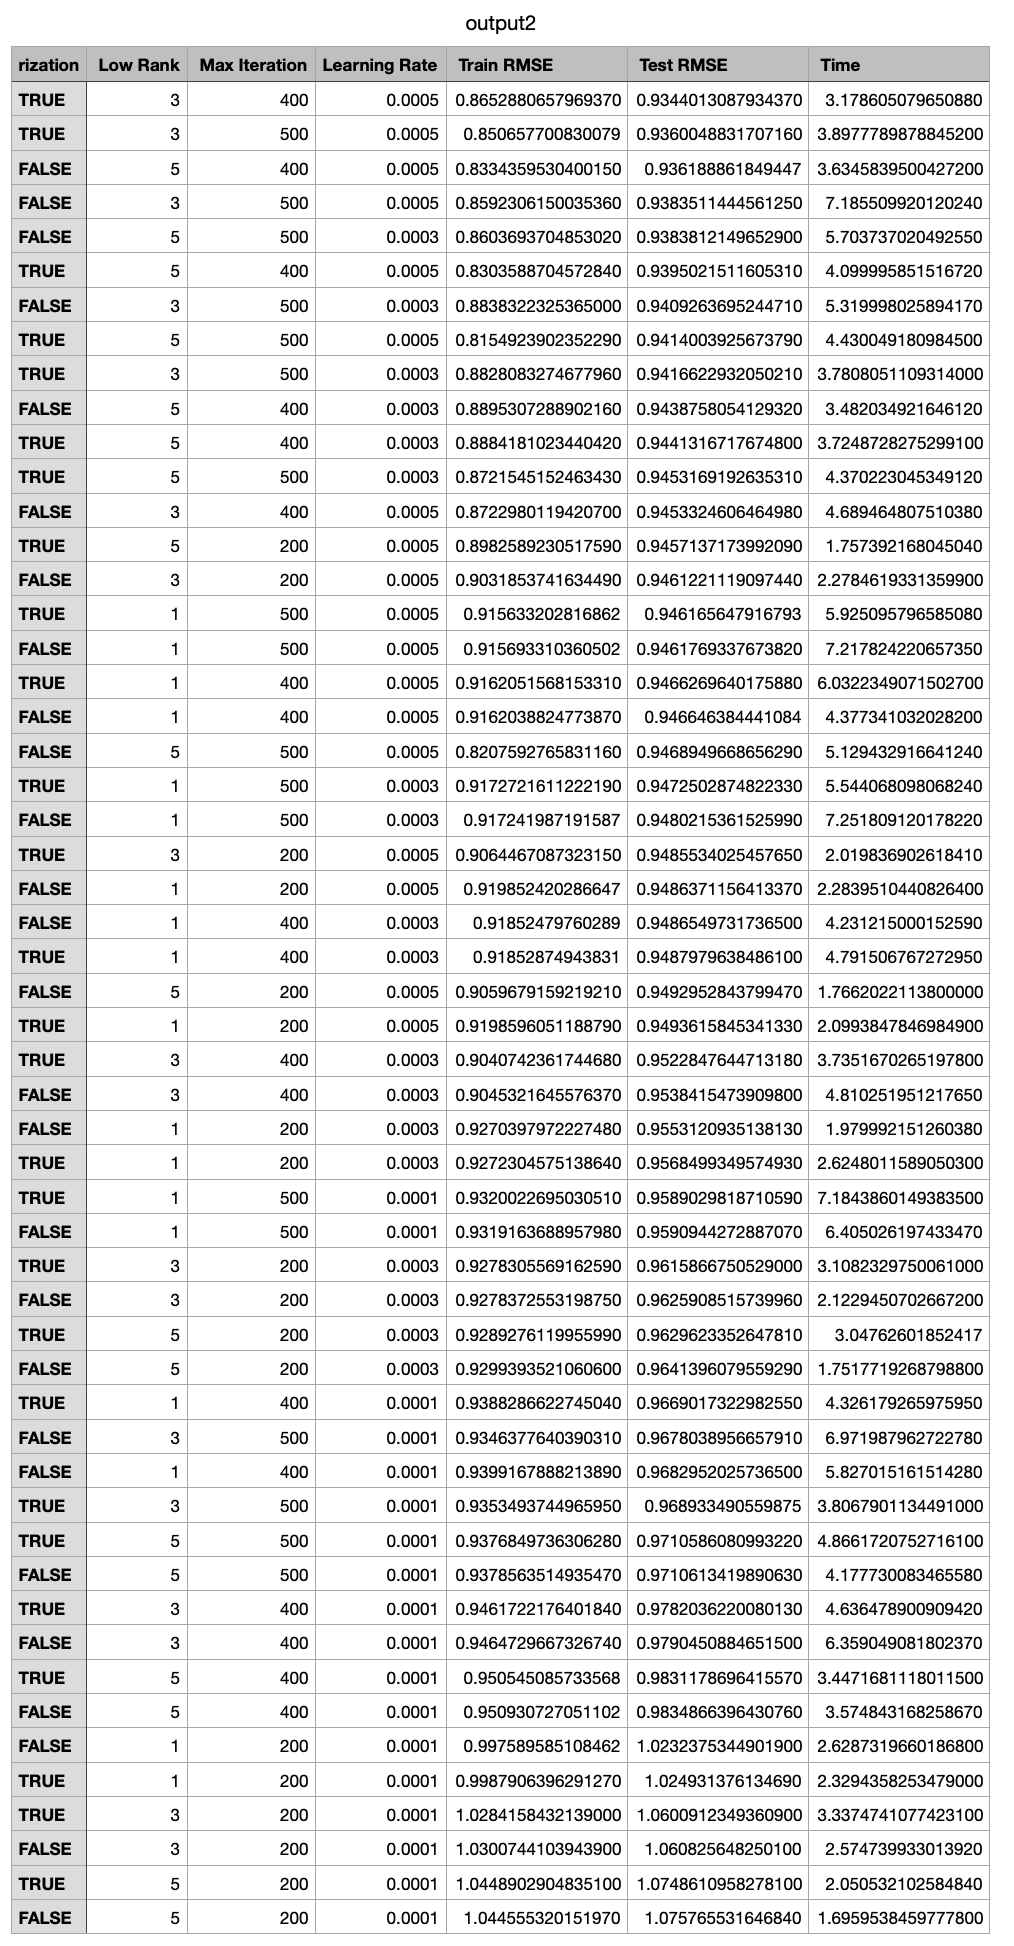 output2
rization Low Rank Max Iteration Learning Rate Train RMSE Test RMSE Time
TRUE 3 400 0.0005 0.8652880657969370 0.9344013087934370 3.178605079650880
TRUE 3 500 0.0005 0.850657700830079 0.9360048831707160 3.8977789878845200
FALSE 5 400 0.0005 0.8334359530400150 0.936188861849447 3.6345839500427200
FALSE 3 500 0.0005 0.8592306150035360 0.9383511444561250 7.185509920120240
FALSE 5 500 0.0003 0.8603693704853020 0.9383812149652900 5.703737020492550
TRUE 5 400 0.0005 0.8303588704572840 0.9395021511605310 4.099995851516720
FALSE 3 500 0.0003 0.8838322325365000 0.9409263695244710 5.319998025894170
TRUE 5 500 0.0005 0.8154923902352290 0.9414003925673790 4.430049180984500
TRUE 3 500 0.0003 0.8828083274677960 0.9416622932050210 3.7808051109314000
FALSE 5 400 0.0003 0.8895307288902160 0.9438758054129320 3.482034921646120
TRUE 5 400 0.0003 0.8884181023440420 0.9441316717674800 3.7248728275299100
TRUE 5 500 0.0003 0.8721545152463430 0.9453169192635310 4.370223045349120
FALSE 3 400 0.0005 0.8722980119420700 0.9453324606464980 4.689464807510380
TRUE 5 200 0.0005 0.8982589230517590 0.9457137173992090 1.757392168045040
FALSE 3 200 0.0005 0.9031853741634490 0.9461221119097440 2.2784619331359900
TRUE 1 500 0.0005 0.915633202816862 0.946165647916793 5.925095796585080
FALSE 1 500 0.0005 0.915693310360502 0.9461769337673820 7.217824220657350
TRUE 1 400 0.0005 0.9162051568153310 0.9466269640175880 6.0322349071502700
FALSE 1 400 0.0005 0.9162038824773870 0.946646384441084 4.377341032028200
FALSE 5 500 0.0005 0.8207592765831160 0.9468949668656290 5.129432916641240
TRUE 1 500 0.0003 0.9172721611222190 0.9472502874822330 5.544068098068240
FALSE 1 500 0.0003 0.917241987191587 0.9480215361525990 7.251809120178220
TRUE 3 200 0.0005 0.9064467087323150 0.9485534025457650 2.019836902618410
FALSE 1 200 0.0005 0.919852420286647 0.9486371156413370 2.2839510440826400
FALSE 1 400 0.0003 0.91852479760289 0.9486549731736500 4.231215000152590
TRUE 1 400 0.0003 0.91852874943831 0.9487979638486100 4.791506767272950
FALSE 5 200 0.0005 0.9059679159219210 0.9492952843799470 1.7662022113800000
TRUE 1 200 0.0005 0.9198596051188790 0.9493615845341330 2.0993847846984900
TRUE 3 400 0.0003 0.9040742361744680 0.9522847644713180 3.7351670265197800
FALSE 3 400 0.0003 0.9045321645576370 0.9538415473909800 4.810251951217650
FALSE 1 200 0.0003 0.9270397972227480 0.9553120935138130 1.979992151260380
TRUE 1 200 0.0003 0.9272304575138640 0.9568499349574930 2.6248011589050300
TRUE 1 500 0.0001 0.9320022695030510 0.9589029818710590 7.1843860149383500
FALSE 1 500 0.0001 0.9319163688957980 0.9590944272887070 6.405026197433470
TRUE 3 200 0.0003 0.9278305569162590 0.9615866750529000 3.1082329750061000
FALSE 3 200 0.0003 0.9278372553198750 0.9625908515739960 2.1229450702667200
TRUE 5 200 0.0003 0.9289276119955990 0.9629623352647810 3.04762601852417
FALSE 5 200 0.0003 0.9299393521060600 0.9641396079559290 1.7517719268798800
TRUE 1 400 0.0001 0.9388286622745040 0.9669017322982550 4.326179265975950
FALSE 3 500 0.0001 0.9346377640390310 0.9678038956657910 6.971987962722780
FALSE 1 400 0.0001 0.9399167888213890 0.9682952025736500 5.827015161514280
TRUE 3 500 0.0001 0.9353493744965950 0.968933490559875 3.8067901134491000
TRUE 5 500 0.0001 0.9376849736306280 0.9710586080993220 4.8661720752716100
FALSE 5 500 0.0001 0.9378563514935470 0.9710613419890630 4.177730083465580
TRUE 3 400 0.0001 0.9461722176401840 0.9782036220080130 4.636478900909420
FALSE 3 400 0.0001 0.9464729667326740 0.9790450884651500 6.359049081802370
TRUE 5 400 0.0001 0.950545085733568 0.9831178696415570 3.4471681118011500
FALSE 5 400 0.0001 0.950930727051102 0.9834866396430760 3.574843168258670
FALSE 1 200 0.0001 0.997589585108462 1.0232375344901900 2.6287319660186800
TRUE 1 200 0.0001 0.9987906396291270 1.024931376134690 2.3294358253479000
TRUE 3 200 0.0001 1.0284158432139000 1.0600912349360900 3.3374741077423100
FALSE 3 200 0.0001 1.0300744103943900 1.060825648250100 2.574739933013920
TRUE 5 200 0.0001 1.0448902904835100 1.0748610958278100 2.050532102584840
FALSE 5 200 0.0001 1.044555320151970 1.075765531646840 1.6959538459777800